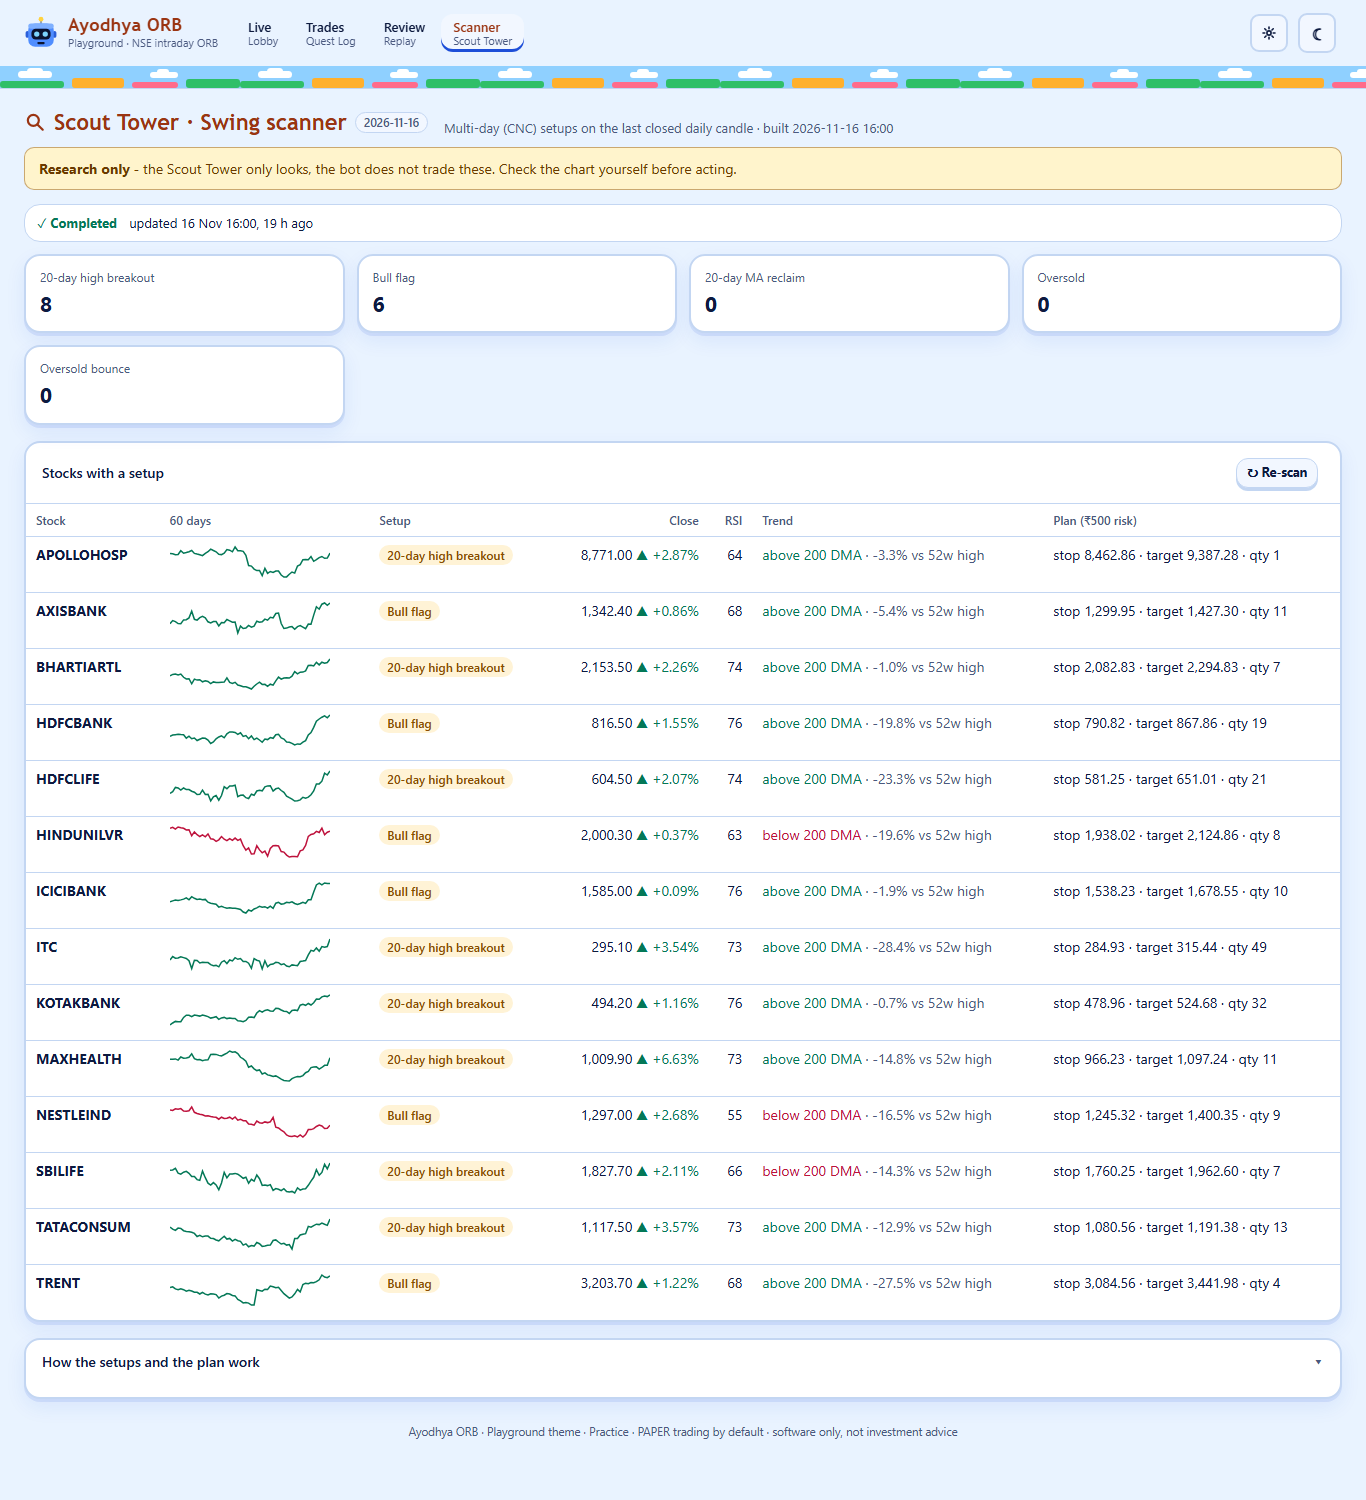 Ayodhya ORB
Playground · NSE intraday ORB
Live
Lobby
Trades
Quest Log
Review
Replay
Scanner
Scout Tower
Scout Tower · Swing scanner 2026-11-16 Multi-day (CNC) setups on the last closed daily candle · built 2026-11-16 16:00
Research only - the Scout Tower only looks, the bot does not trade these. Check the chart yourself before acting.
✓ Completed updated 16 Nov 16:00, 19 h ago
20-day high breakout
8
Bull flag
6
20-day MA reclaim
0
Oversold
0
Oversold bounce
0
Stocks with a setup ↻ Re-scan
Stock 60 days Setup Close RSI Trend Plan (₹500 risk)
APOLLOHOSP 20-day high breakout 8,771.00 ▲ +2.87% 64 above 200 DMA · -3.3% vs 52w high stop 8,462.86 · target 9,387.28 · qty 1
AXISBANK Bull flag 1,342.40 ▲ +0.86% 68 above 200 DMA · -5.4% vs 52w high stop 1,299.95 · target 1,427.30 · qty 11
BHARTIARTL 20-day high breakout 2,153.50 ▲ +2.26% 74 above 200 DMA · -1.0% vs 52w high stop 2,082.83 · target 2,294.83 · qty 7
HDFCBANK Bull flag 816.50 ▲ +1.55% 76 above 200 DMA · -19.8% vs 52w high stop 790.82 · target 867.86 · qty 19
HDFCLIFE 20-day high breakout 604.50 ▲ +2.07% 74 above 200 DMA · -23.3% vs 52w high stop 581.25 · target 651.01 · qty 21
HINDUNILVR Bull flag 2,000.30 ▲ +0.37% 63 below 200 DMA · -19.6% vs 52w high stop 1,938.02 · target 2,124.86 · qty 8
ICICIBANK Bull flag 1,585.00 ▲ +0.09% 76 above 200 DMA · -1.9% vs 52w high stop 1,538.23 · target 1,678.55 · qty 10
ITC 20-day high breakout 295.10 ▲ +3.54% 73 above 200 DMA · -28.4% vs 52w high stop 284.93 · target 315.44 · qty 49
KOTAKBANK 20-day high breakout 494.20 ▲ +1.16% 76 above 200 DMA · -0.7% vs 52w high stop 478.96 · target 524.68 · qty 32
MAXHEALTH 20-day high breakout 1,009.90 ▲ +6.63% 73 above 200 DMA · -14.8% vs 52w high stop 966.23 · target 1,097.24 · qty 11
NESTLEIND Bull flag 1,297.00 ▲ +2.68% 55 below 200 DMA · -16.5% vs 52w high stop 1,245.32 · target 1,400.35 · qty 9
SBILIFE 20-day high breakout 1,827.70 ▲ +2.11% 66 below 200 DMA · -14.3% vs 52w high stop 1,760.25 · target 1,962.60 · qty 7
TATACONSUM 20-day high breakout 1,117.50 ▲ +3.57% 73 above 200 DMA · -12.9% vs 52w high stop 1,080.56 · target 1,191.38 · qty 13
TRENT Bull flag 3,203.70 ▲ +1.22% 68 above 200 DMA · -27.5% vs 52w high stop 3,084.56 · target 3,441.98 · qty 4
How the setups and the plan work ▼
Ayodhya ORB · Playground theme · Practice · PAPER trading by default · software only, not investment advice